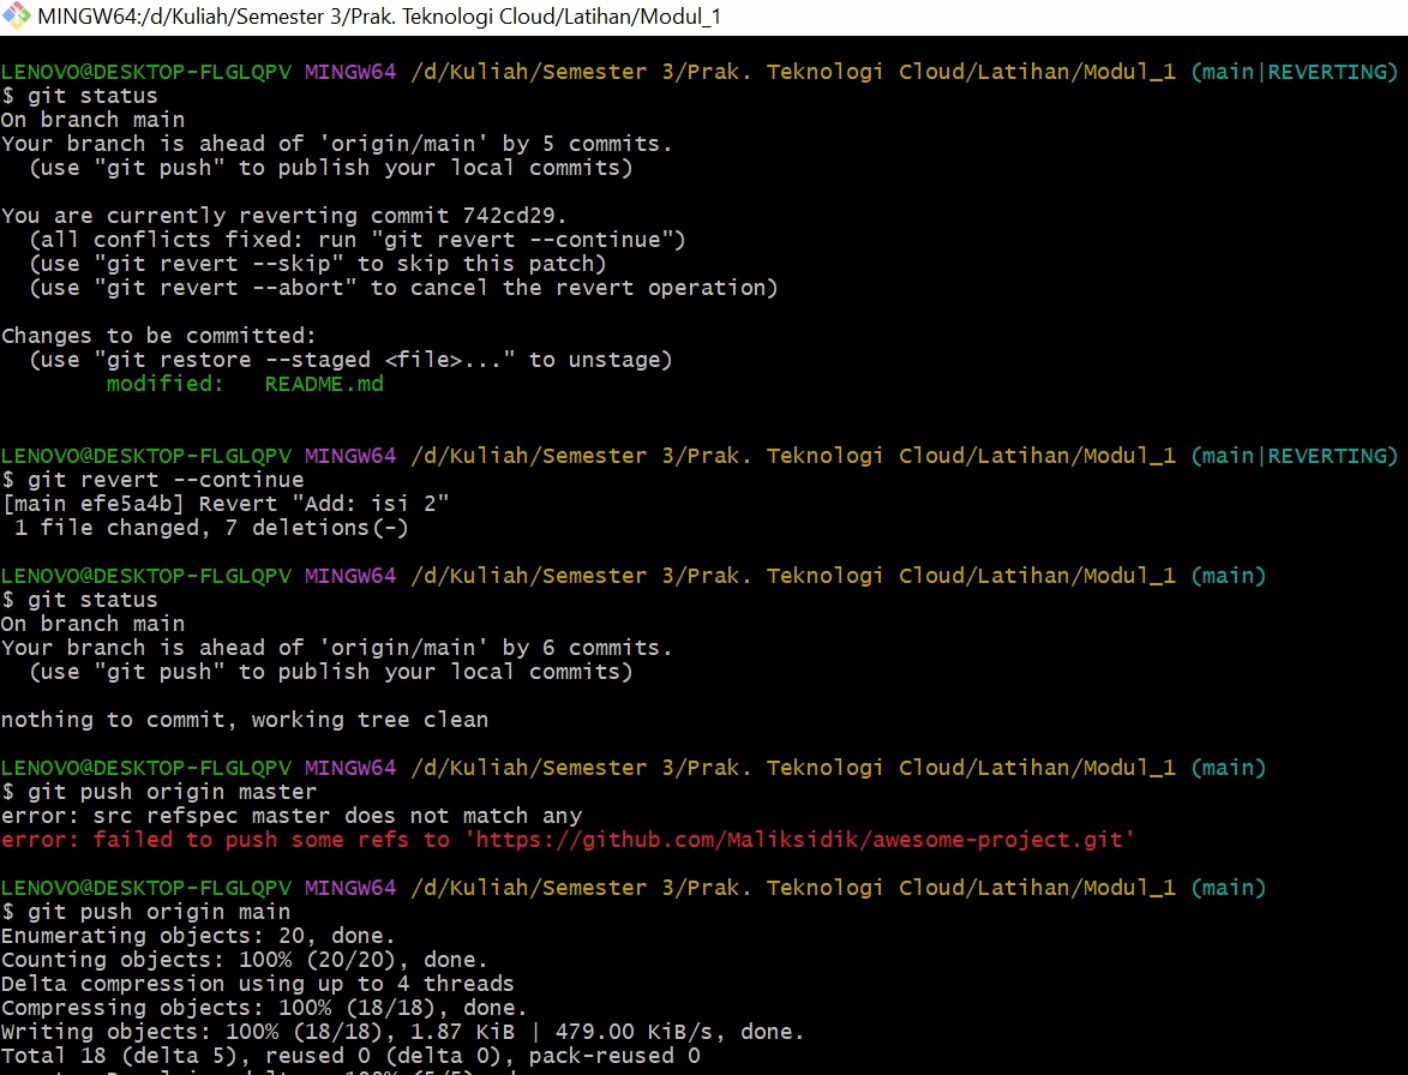 MINGW64:/d/Kuliah/Semester 3/Prak. Teknologi Cloud/Latihan/Modul_1
LENOVO@DESKTOP-FLGLQPV MINGW64 /d/Kuliah/Semester 3/Prak. Teknologi Cloud/Latihan/Modul_1 (main|REVERTING)
$ git status
On branch main
Your branch is ahead of 'origin/main' by 5 commits.
  (use "git push" to publish your local commits)
You are currently reverting commit 742cd29.
  (all conflicts fixed: run "git revert --continue")
  (use "git revert --skip" to skip this patch)
  (use "git revert --abort" to cancel the revert operation)
Changes to be committed:
  (use "git restore --staged <file>..." to unstage)
        modified:   README.md
LENOVO@DESKTOP-FLGLQPV MINGW64 /d/Kuliah/Semester 3/Prak. Teknologi Cloud/Latihan/Modul_1 (main|REVERTING)
$ git revert --continue
[main efe5a4b] Revert "Add: isi 2"
 1 file changed, 7 deletions(-)
LENOVO@DESKTOP-FLGLQPV MINGW64 /d/Kuliah/Semester 3/Prak. Teknologi Cloud/Latihan/Modul_1 (main)
$ git status
On branch main
Your branch is ahead of 'origin/main' by 6 commits.
  (use "git push" to publish your local commits)
nothing to commit, working tree clean
LENOVO@DESKTOP-FLGLQPV MINGW64 /d/Kuliah/Semester 3/Prak. Teknologi Cloud/Latihan/Modul_1 (main)
$ git push origin master
error: src refspec master does not match any
error: failed to push some refs to 'https://github.com/Maliksidik/awesome-project.git'
LENOVO@DESKTOP-FLGLQPV MINGW64 /d/Kuliah/Semester 3/Prak. Teknologi Cloud/Latihan/Modul_1 (main)
$ git push origin main
Enumerating objects: 20, done.
Counting objects: 100% (20/20), done.
Delta compression using up to 4 threads
Compressing objects: 100% (18/18), done.
Writing objects: 100% (18/18), 1.87 KiB | 479.00 KiB/s, done.
Total 18 (delta 5), reused 0 (delta 0), pack-reused 0